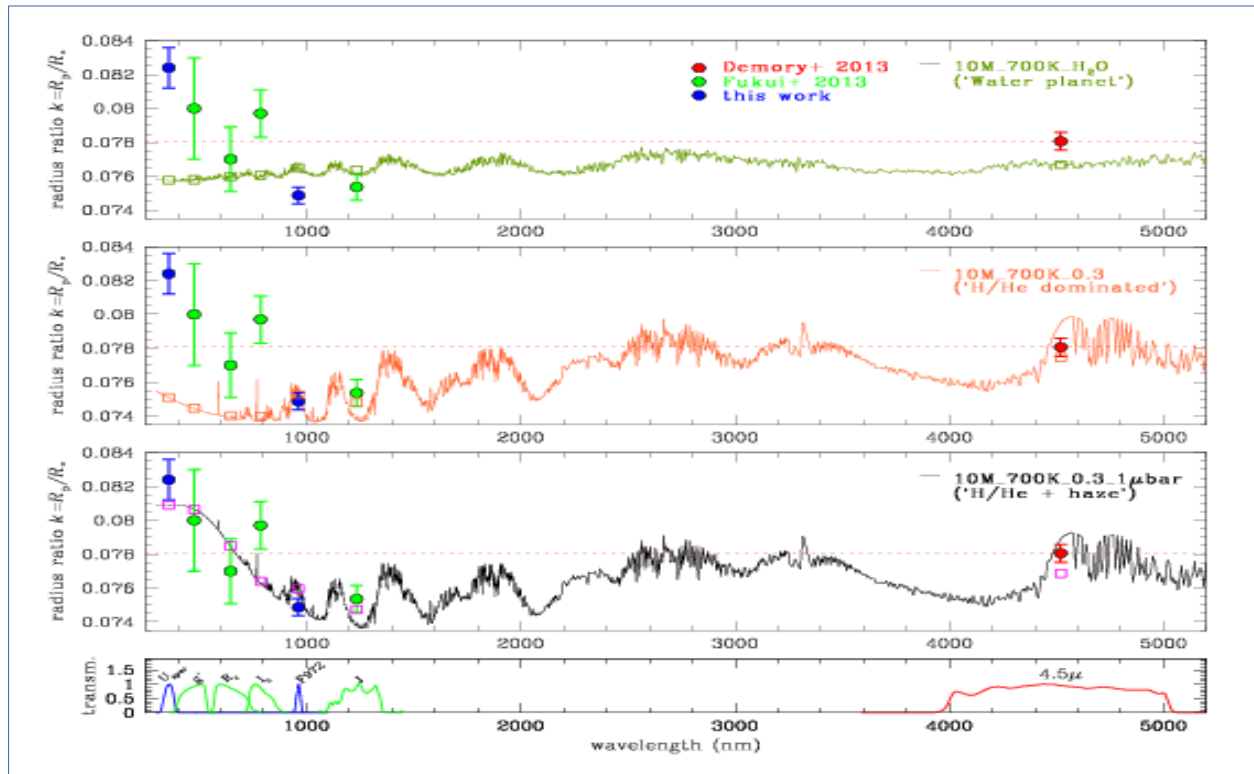 0.084
0.082
0.08
0.078
0.076
0.074
radius ratio k=Rp/R*
Demory+ 2013
Fukui+ 2013
this work
10M_700K_H2O
('Water planet')
1000 2000 3000 4000 5000
0.084
0.082
0.08
0.078
0.076
0.074
radius ratio k=Rp/R*
10M_700K_0.3
('H/He dominated')
1000 2000 3000 4000 5000
0.084
0.082
0.08
0.078
0.076
0.074
radius ratio k=Rp/R*
10M_700K_0.3_1μbar
('H/He + haze')
1000 2000 3000 4000 5000
1.5
1
0.5
0
transm.
g' F972 J 4.5μ
1000 2000 3000 4000 5000
wavelength (nm)